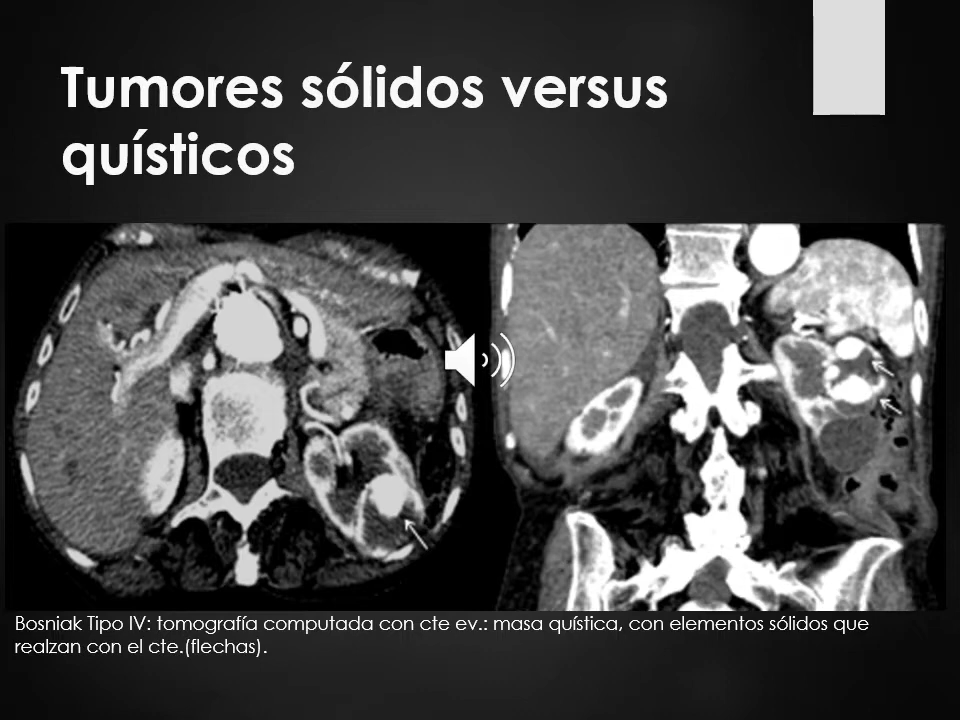 Tumores sólidos versus
quísticos
Bosniak Tipo IV: tomografía computada con cte ev.: masa quística, con elementos sólidos que
realzan con el cte.(flechas).